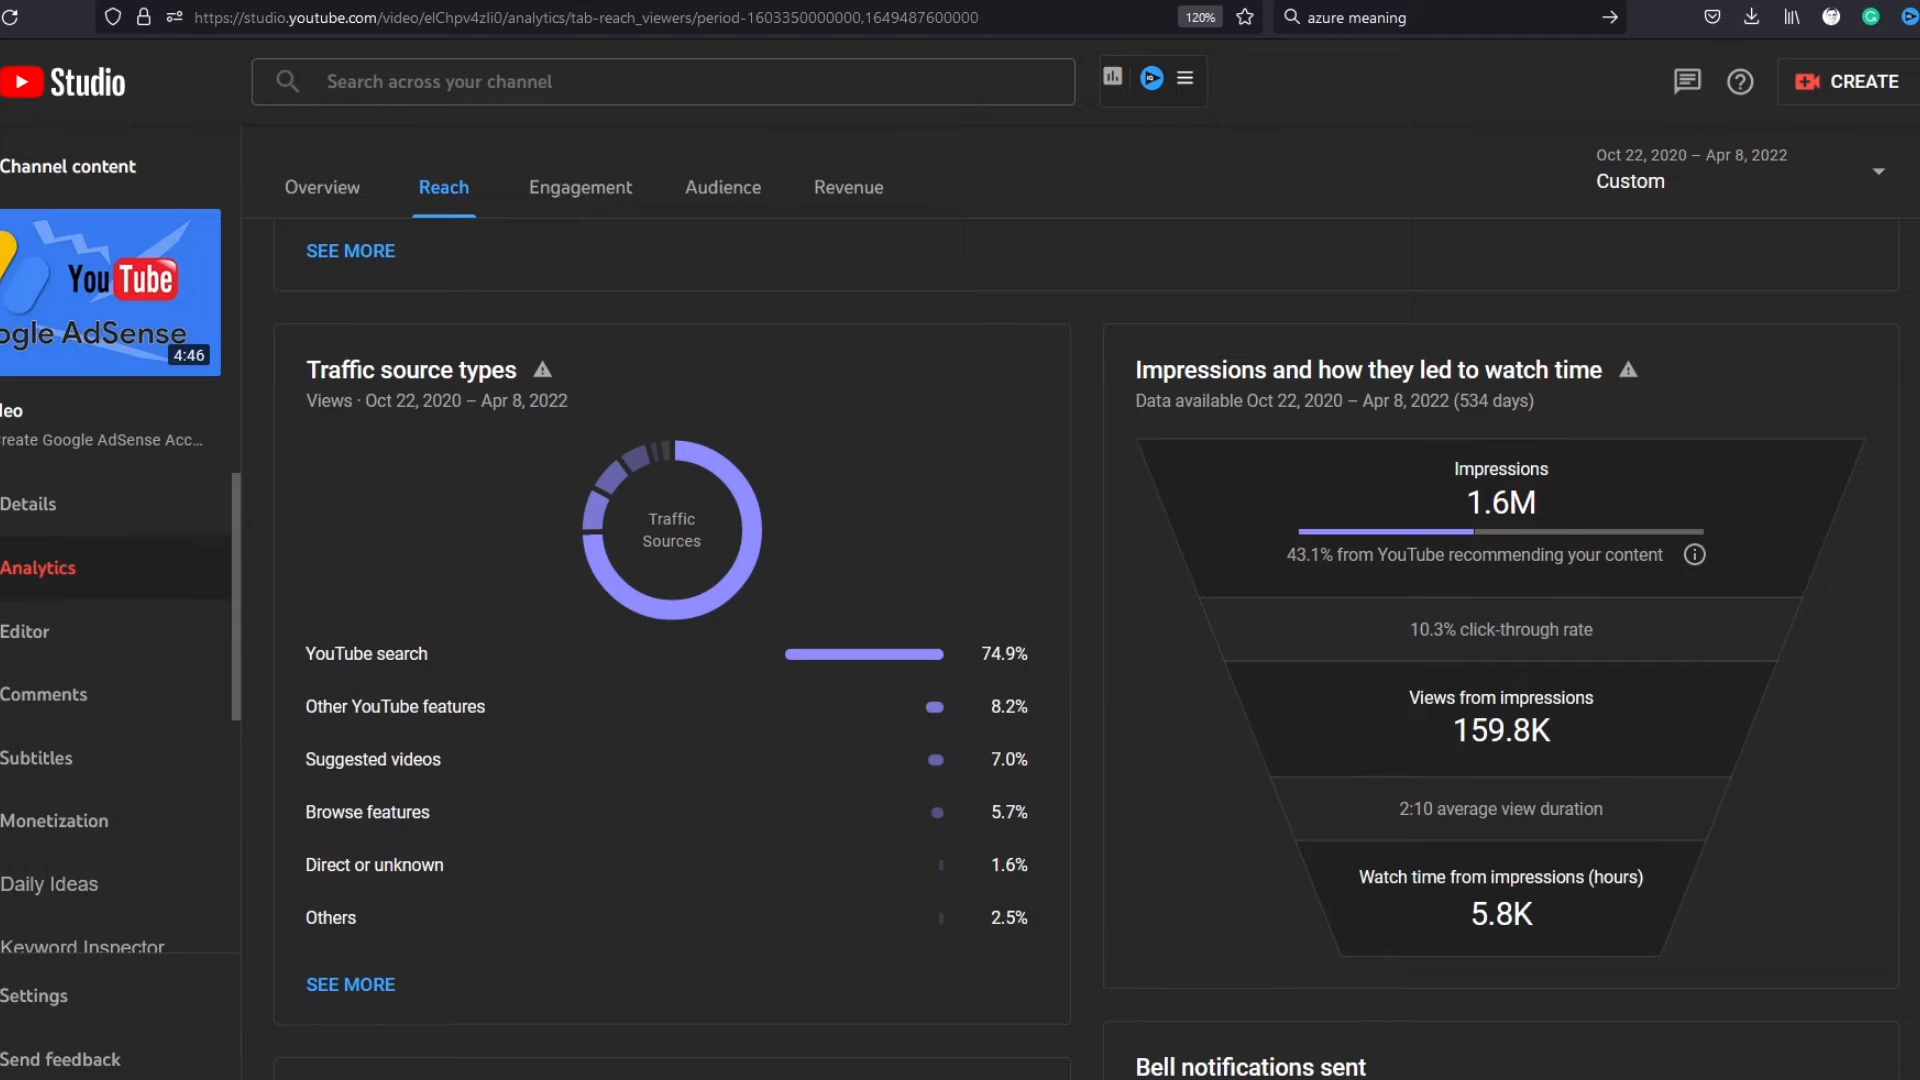 https://studio.youtube.com/video/elChpv4zli0/analytics/tab-reach_viewers/period-1603350000000,1649487600000
120%
azure meaning
Studio
Search across your channel
CREATE
Channel content
Overview
Reach
Engagement
Audience
Revenue
Oct 22, 2020 – Apr 8, 2022
Custom
SEE MORE
YouTube
ogle AdSense
4:46
deo
reate Google AdSense Acc...
Details
Analytics
Editor
Comments
Subtitles
Monetization
Daily Ideas
Keyword Inspector
Settings
Send feedback
Traffic source types
Views · Oct 22, 2020 – Apr 8, 2022
Traffic
Sources
YouTube search 74.9%
Other YouTube features 8.2%
Suggested videos 7.0%
Browse features 5.7%
Direct or unknown 1.6%
Others 2.5%
SEE MORE
Impressions and how they led to watch time
Data available Oct 22, 2020 – Apr 8, 2022 (534 days)
Impressions
1.6M
43.1% from YouTube recommending your content
10.3% click-through rate
Views from impressions
159.8K
2:10 average view duration
Watch time from impressions (hours)
5.8K
Bell notifications sent